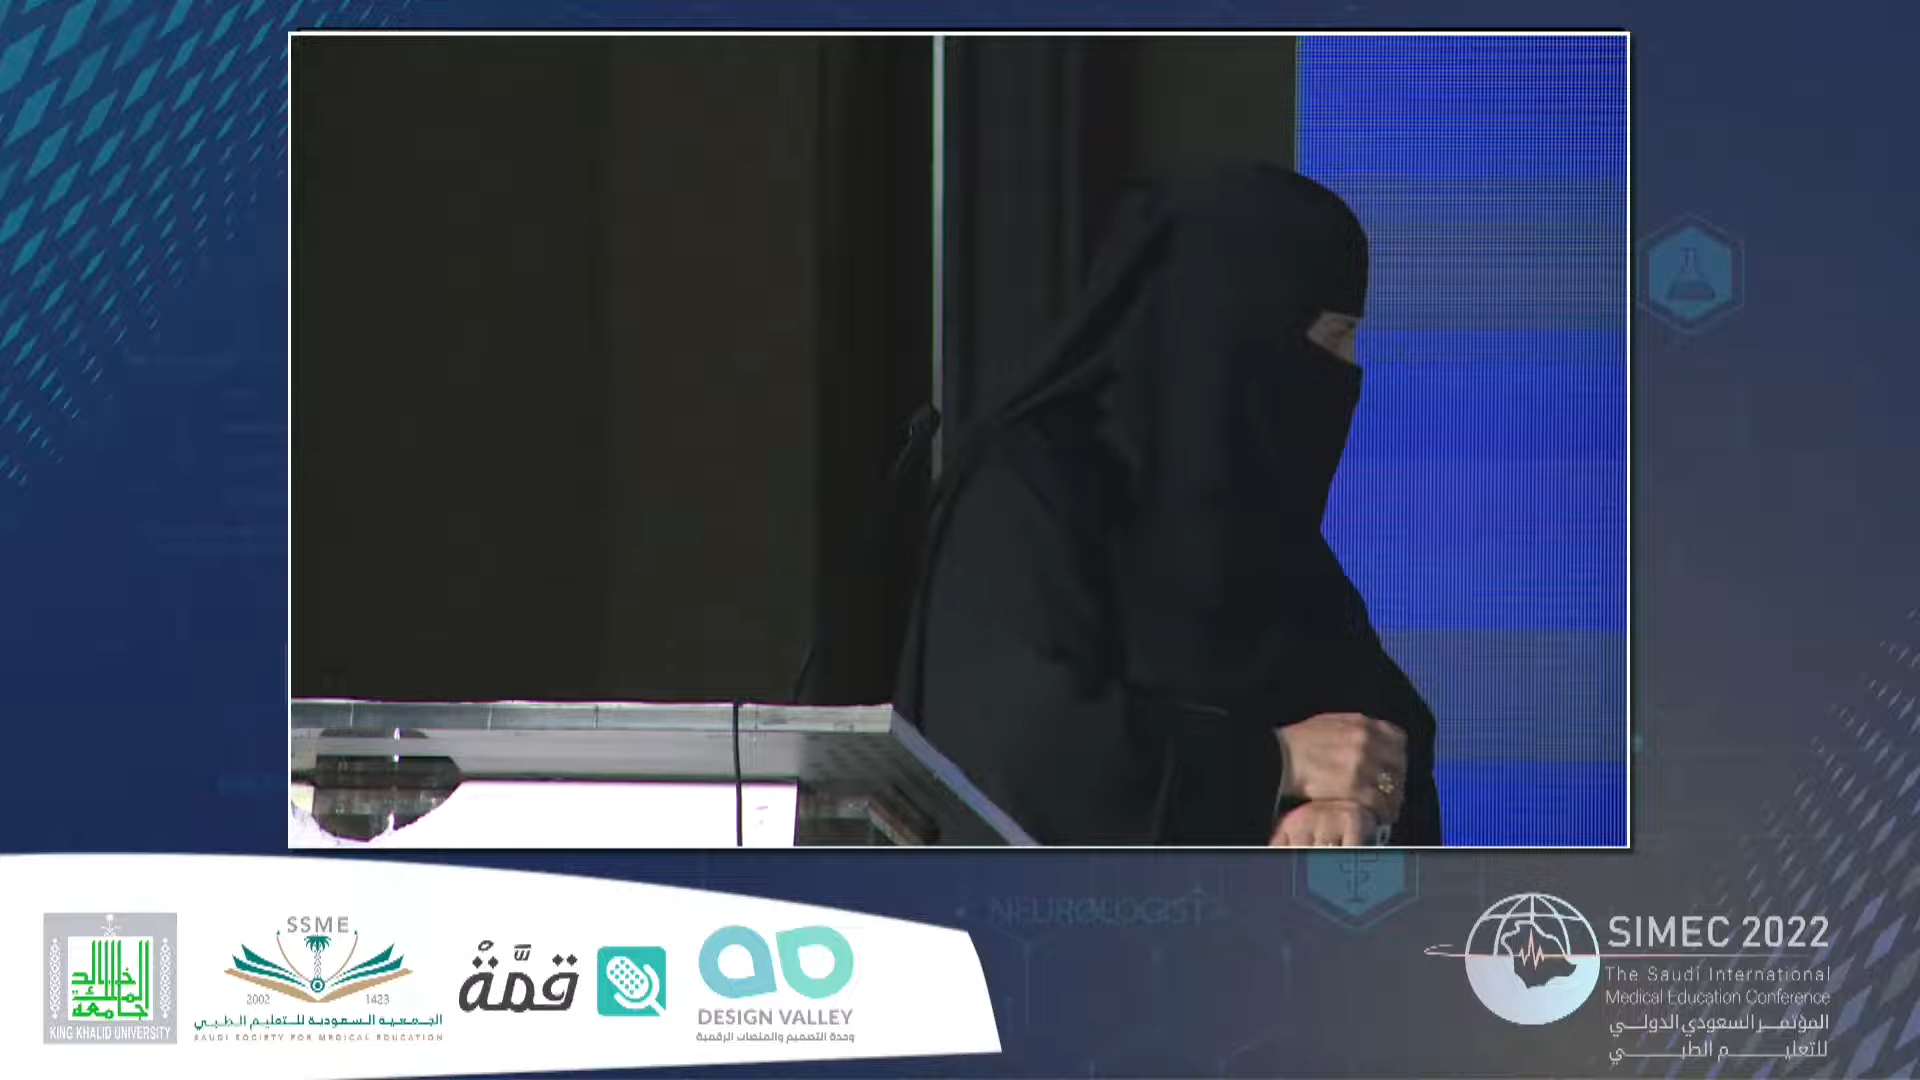 NEUROLOGIST
جامعة
الملك
خالد
KING KHALID UNIVERSITY
SSME
2002
1423
الجمعية السعودية للتعليم الطبي
SAUDI SOCIETY FOR MEDICAL EDUCATION
قمَّةْ
DESIGN VALLEY
وحدة التصميم والمنصات الرقمية
SIMEC 2022
The Saudi International
Medical Education Conference
المؤتمر السعودي الدولي
للتعليم الطبي